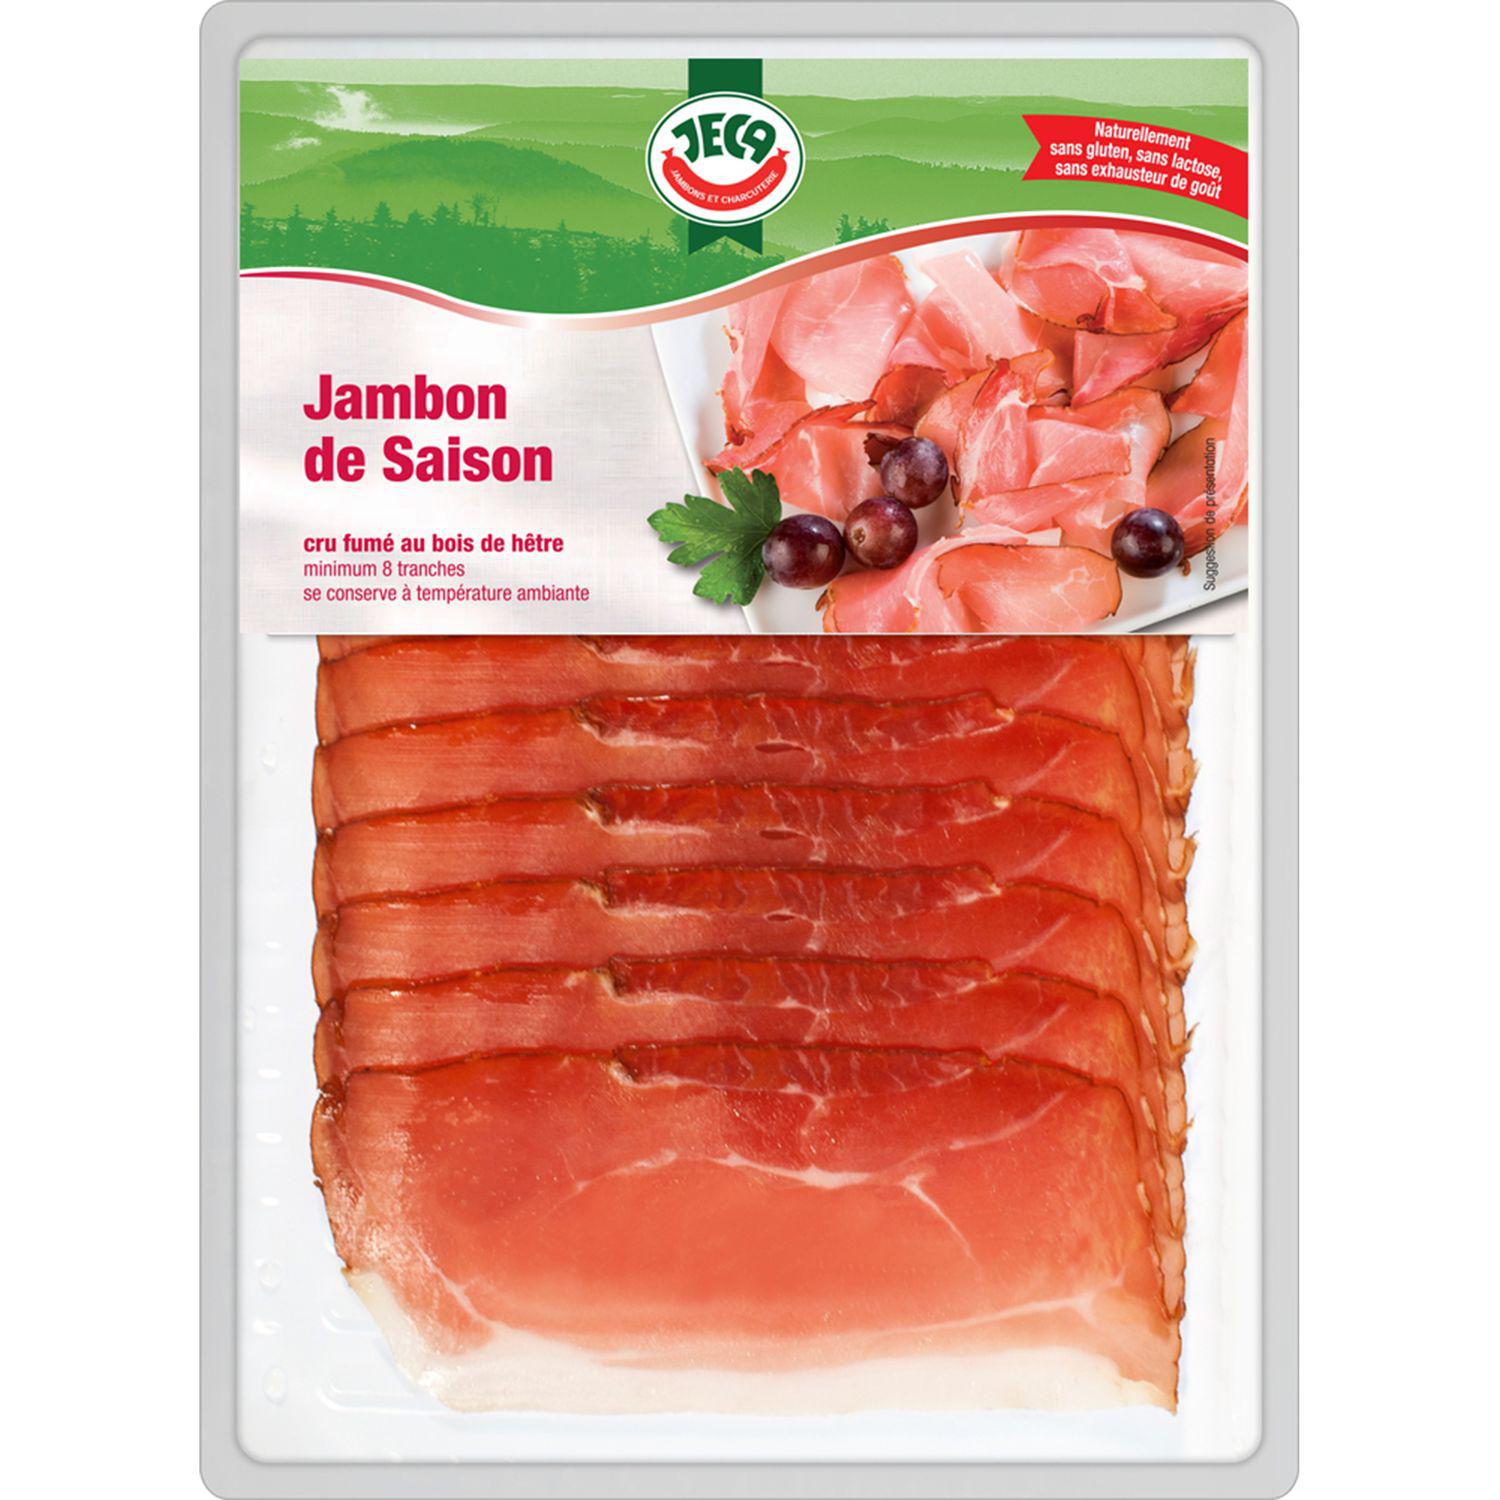 JECA
JAMBONS ET CHARCUTERIE
Naturellement
sans gluten, sans lactose,
sans exhausteur de goût
Jambon
de Saison
cru fumé au bois de hêtre
minimum 8 tranches
se conserve à température ambiante
Suggestion de présentation